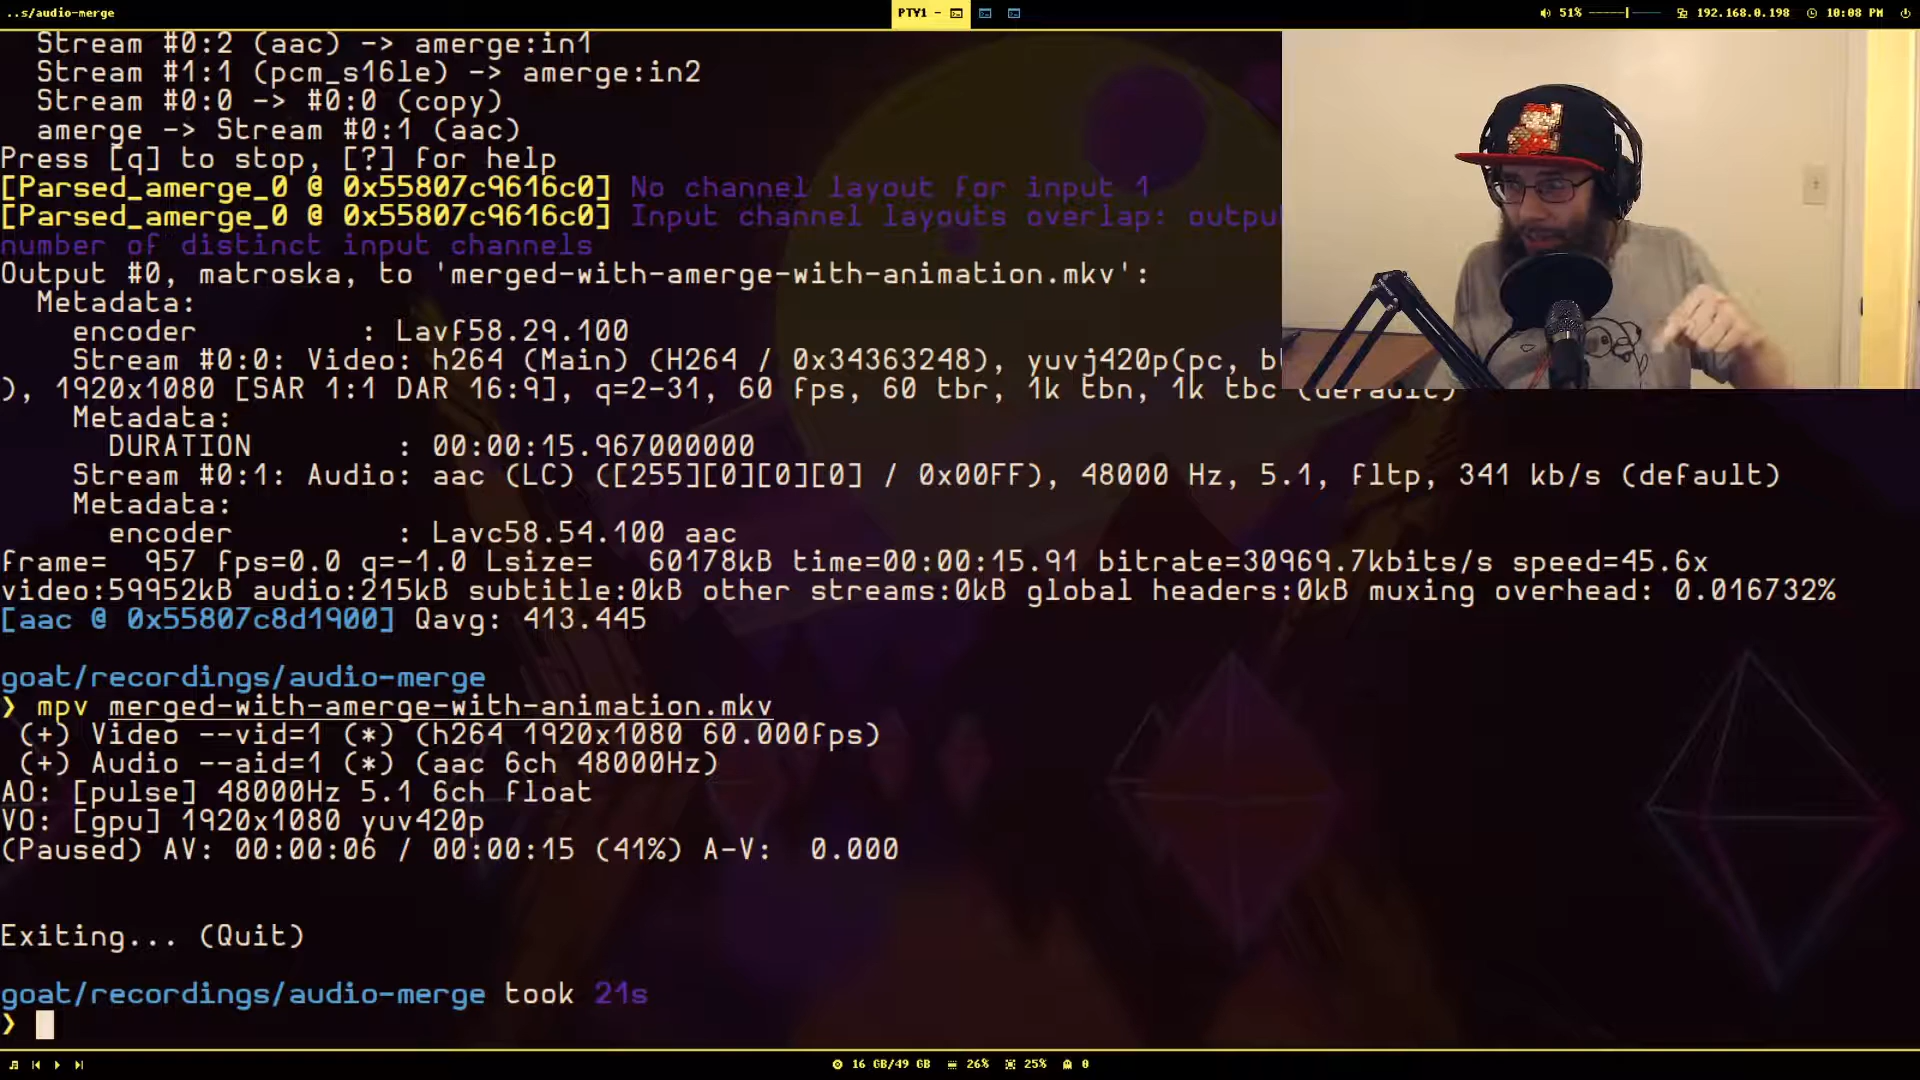 ..s/audio-merge
PTY1 -
51%
192.168.0.198
10:08 PM
Stream #0:2 (aac) -> amerge:in1
Stream #1:1 (pcm_s16le) -> amerge:in2
Stream #0:0 -> #0:0 (copy)
amerge -> Stream #0:1 (aac)
Press [q] to stop, [?] for help
[Parsed_amerge_0 @ 0x55807c9616c0] No channel layout for input 1
[Parsed_amerge_0 @ 0x55807c9616c0] Input channel layouts overlap: output
number of distinct input channels
Output #0, matroska, to 'merged-with-amerge-with-animation.mkv':
Metadata:
encoder : Lavf58.29.100
Stream #0:0: Video: h264 (Main) (H264 / 0x34363248), yuvj420p(pc,
), 1920x1080 [SAR 1:1 DAR 16:9], q=2-31, 60 fps, 60 tbr, 1k tbn, 1k tbc (default)
Metadata:
DURATION : 00:00:15.967000000
Stream #0:1: Audio: aac (LC) ([255][0][0][0] / 0x00FF), 48000 Hz, 5.1, fltp, 341 kb/s (default)
Metadata:
encoder : Lavc58.54.100 aac
frame= 957 fps=0.0 q=-1.0 Lsize= 60178kB time=00:00:15.91 bitrate=30969.7kbits/s speed=45.6x
video:59952kB audio:215kB subtitle:0kB other streams:0kB global headers:0kB muxing overhead: 0.016732%
[aac @ 0x55807c8d1900] Qavg: 413.445
goat/recordings/audio-merge
❯ mpv merged-with-amerge-with-animation.mkv
(+) Video --vid=1 (*) (h264 1920x1080 60.000fps)
(+) Audio --aid=1 (*) (aac 6ch 48000Hz)
AO: [pulse] 48000Hz 5.1 6ch float
VO: [gpu] 1920x1080 yuv420p
(Paused) AV: 00:00:06 / 00:00:15 (41%) A-V: 0.000
Exiting... (Quit)
goat/recordings/audio-merge took 21s
❯
16 GB/49 GB
26%
25%
0